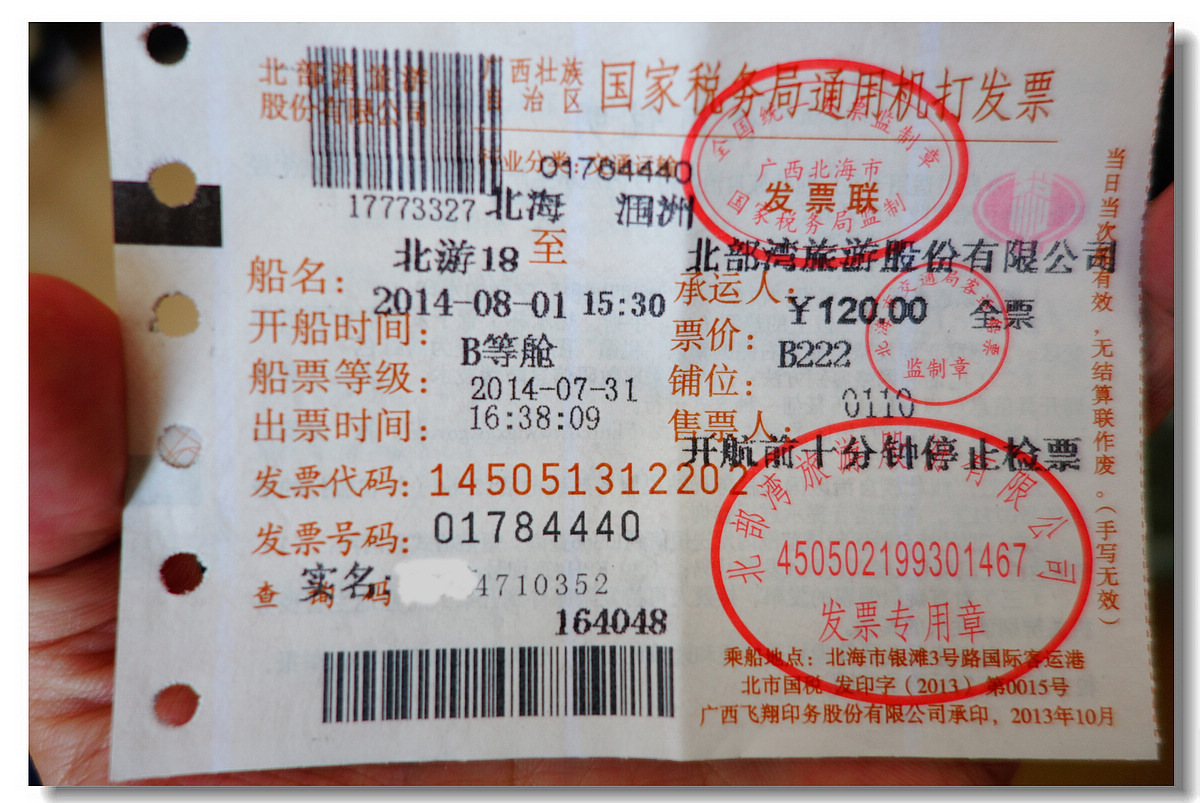 北部湾旅游
股份有限公司
广西壮族
自治区
国家税务局通用机打发票
行业分类：交通运输
01784440
全国统一发票监制章
广西北海市
发票联
国家税务局监制
17773327
北海 涠洲
至
船名： 北游18
承运人： 北部湾旅游股份有限公司
开船时间： 2014-08-01 15:30
票价： ¥120.00 全票
船票等级： B等舱
铺位： B222
监制章
出票时间： 2014-07-31
16:38:09
售票人： 0110
开航前十分钟停止检票
发票代码： 145051312202
发票号码： 01784440
查询码
实名： 4710352
164048
北部湾旅游股份有限公司
450502199301467
发票专用章
乘船地点：北海市银滩3号路国际客运港
北市国税 发印字（2013）第0015号
广西飞翔印务股份有限公司承印，2013年10月
当日当次船有效，无结算联作废。（手写无效）